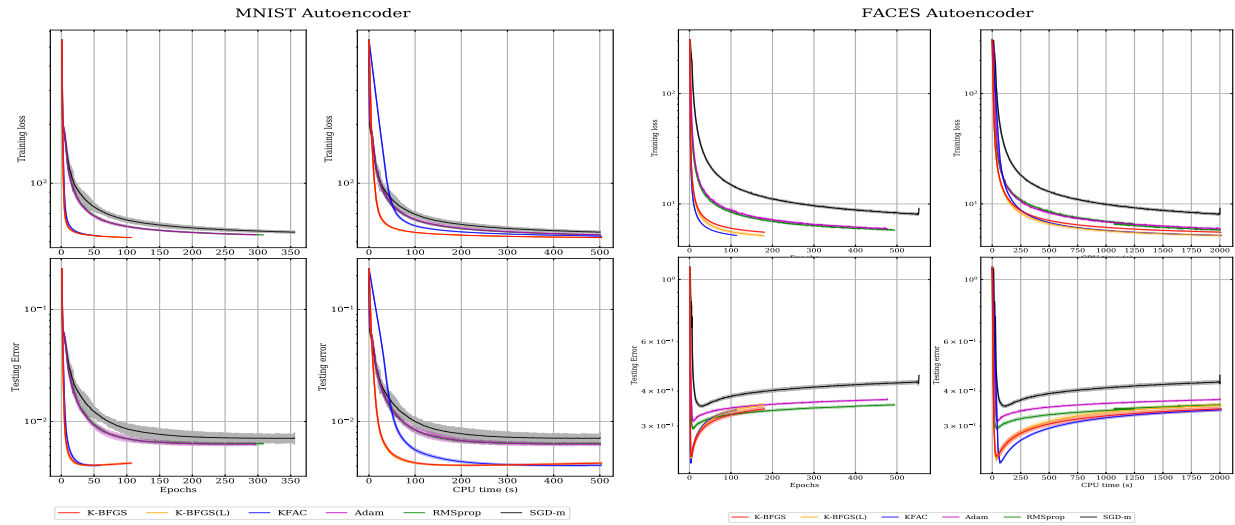 MNIST Autoencoder
Training loss
10²
Training loss
10²
0 50 100 150 200 250 300 350
0 100 200 300 400 500
Testing Error
10⁻¹
10⁻²
Testing error
10⁻¹
10⁻²
0 50 100 150 200 250 300 350
Epochs
0 100 200 300 400 500
CPU time (s)
K-BFGS K-BFGS(L) KFAC Adam RMSprop SGD-m
FACES Autoencoder
Training loss
10²
10¹
Training loss
10²
10¹
0 100 200 300 400 500
Epochs
0 250 500 750 1000 1250 1500 1750 2000
CPU time (s)
Testing Error
10⁰
6 × 10⁻¹
4 × 10⁻¹
3 × 10⁻¹
Testing error
10⁰
6 × 10⁻¹
4 × 10⁻¹
3 × 10⁻¹
0 100 200 300 400 500
Epochs
0 250 500 750 1000 1250 1500 1750 2000
CPU time (s)
K-BFGS K-BFGS(L) KFAC Adam RMSprop SGD-m